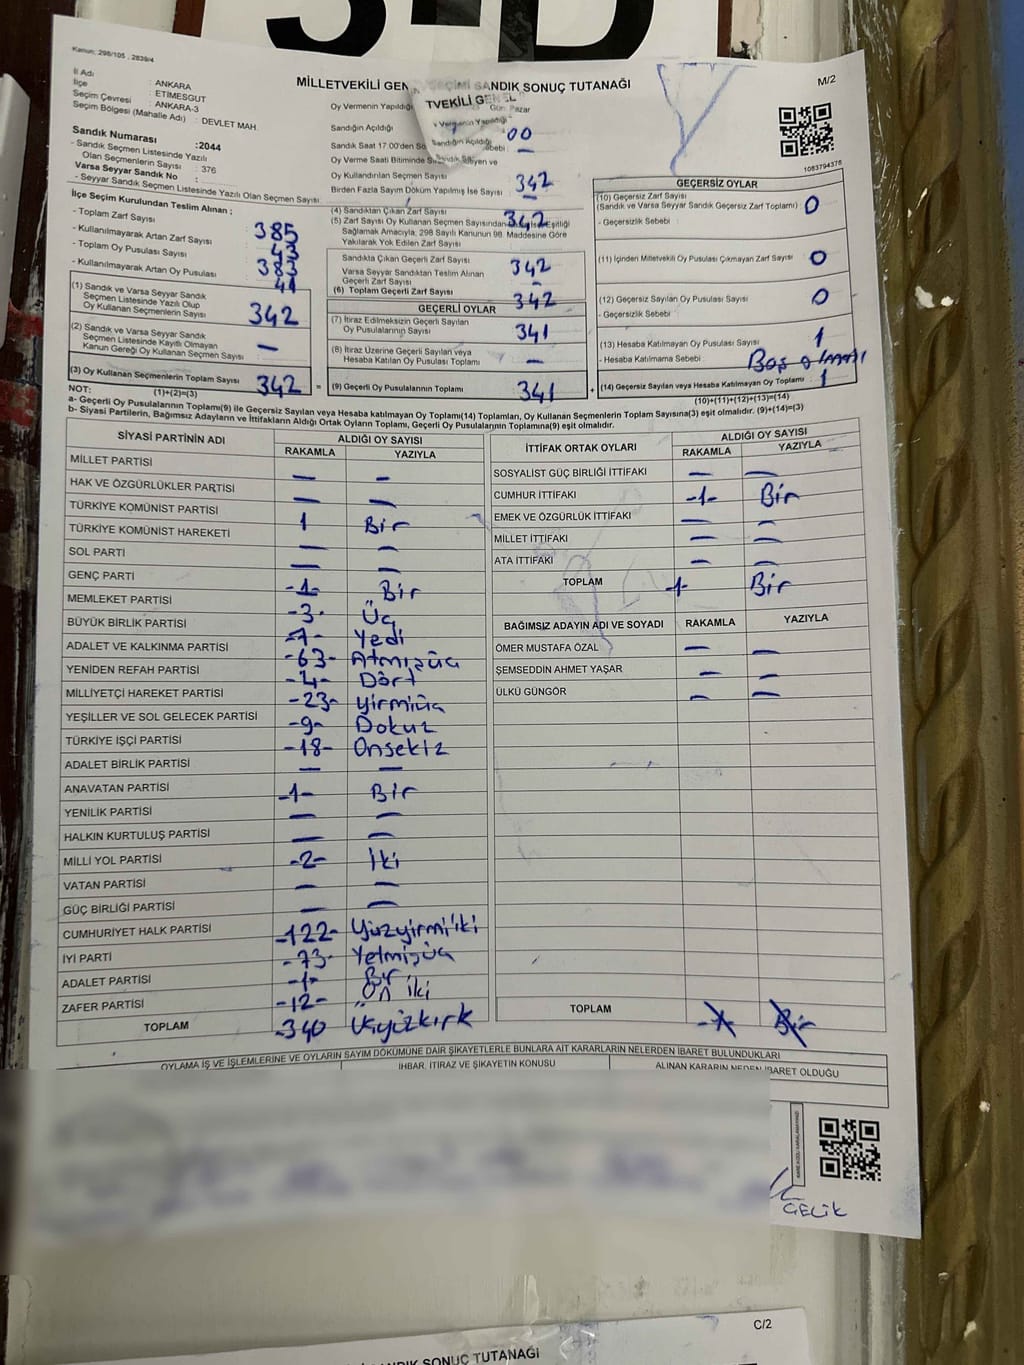 3-D
Kanun: 298/105 , 2839/4
MİLLETVEKİLİ GENEL SEÇİMİ SANDIK SONUÇ TUTANAĞI
M/2
İl Adı : ANKARA
İlçe : ETİMESGUT
Seçim Çevresi : ANKARA-3
Seçim Bölgesi (Mahalle Adı) : DEVLET MAH.
Sandık Numarası :2044
- Sandık Seçmen Listesinde Yazılı
Olan Seçmenlerin Sayısı : 376
Varsa Seyyar Sandık No :
- Seyyar Sandık Seçmen Listesinde Yazılı Olan Seçmen Sayısı
İlçe Seçim Kurulundan Teslim Alınan ;
- Toplam Zarf Sayısı 385
- Kullanılmayarak Artan Zarf Sayısı 43
- Toplam Oy Pusulası Sayısı 383
- Kullanılmayarak Artan Oy Pusulası 41
(1) Sandık ve Varsa Seyyar Sandık
Seçmen Listesinde Yazılı Olup
Oy Kullanan Seçmenlerin Sayısı 342
(2) Sandık ve Varsa Seyyar Sandık
Seçmen Listesinde Kayıtlı Olmayan
Kanun Gereği Oy Kullanan Seçmen Sayısı : —
(3) Oy Kullanan Seçmenlerin Toplam Sayısı 342 =
(1)+(2)=(3)
Oy Vermenin Yapıldığı
TVEKİLİ GENEL
Gün Pazar
Vermenin Yapıldığı
Sandığın Açıldığı
Sandığın Açıldığı 00
Sandık Saat 17:00'den Sebebi : —
Oy Verme Saati Bitiminde
Oy Kullandırılan Seçmen Sayısı 342
Birden Fazla Sayım Döküm Yapılmış İse Sayısı —
(4) Sandıktan Çıkan Zarf Sayısı 342
(5) Zarf Sayısı Oy Kullanan Seçmen Sayısından Eşitliği
Sağlamak Amacıyla, 298 Sayılı Kanunun 98. Maddesine Göre
Yakılarak Yok Edilen Zarf Sayısı
Sandıkta Çıkan Geçerli Zarf Sayısı 342
Varsa Seyyar Sandıktan Teslim Alınan
Geçerli Zarf Sayısı —
(6) Toplam Geçerli Zarf Sayısı 342
GEÇERLİ OYLAR
(7) İtiraz Edilmeksizin Geçerli Sayılan
Oy Pusulalarının Sayısı 341
(8) İtiraz Üzerine Geçerli Sayılan veya
Hesaba Katılan Oy Pusulası Toplamı —
(9) Geçerli Oy Pusulalarının Toplamı 341 +
1083794376
GEÇERSİZ OYLAR
(10) Geçersiz Zarf Sayısı
(Sandık ve Varsa Seyyar Sandık Geçersiz Zarf Toplamı) 0
- Geçersizlik Sebebi :
(11) İçinden Milletvekili Oy Pusulası Çıkmayan Zarf Sayısı 0
(12) Geçersiz Sayılan Oy Pusulası Sayısı 0
- Geçersizlik Sebebi :
(13) Hesaba Katılmayan Oy Pusulası Sayısı 1
- Hesaba Katılmama Sebebi : Boş olması
(14) Geçersiz Sayılan veya Hesaba Katılmayan Oy Toplamı 1
(10)+(11)+(12)+(13)=(14)
NOT:
a- Geçerli Oy Pusulalarının Toplamı(9) ile Geçersiz Sayılan veya Hesaba katılmayan Oy Toplamı(14) Toplamları, Oy Kullanan Seçmenlerin Toplam Sayısına(3) eşit olmalıdır. (9)+(14)=(3)
b- Siyasi Partilerin, Bağımsız Adayların ve İttifakların Aldığı Ortak Oyların Toplamı, Geçerli Oy Pusulalarının Toplamına(9) eşit olmalıdır.
SİYASİ PARTİNİN ADI ALDIĞI OY SAYISI
RAKAMLA YAZIYLA
MİLLET PARTİSİ — —
HAK VE ÖZGÜRLÜKLER PARTİSİ — —
TÜRKİYE KOMÜNİST PARTİSİ 1 Bir
TÜRKİYE KOMÜNİST HAREKETİ — —
SOL PARTİ — —
GENÇ PARTİ -1- Bir
MEMLEKET PARTİSİ -3- Üç
BÜYÜK BİRLİK PARTİSİ -7- Yedi
ADALET VE KALKINMA PARTİSİ -63- Atmışüç
YENİDEN REFAH PARTİSİ -4- Dört
MİLLİYETÇİ HAREKET PARTİSİ -23- yirmiüç
YEŞİLLER VE SOL GELECEK PARTİSİ -9- Dokuz
TÜRKİYE İŞÇİ PARTİSİ -18- Onsekiz
ADALET BİRLİK PARTİSİ — —
ANAVATAN PARTİSİ -1- Bir
YENİLİK PARTİSİ — —
HALKIN KURTULUŞ PARTİSİ — —
MİLLİ YOL PARTİSİ -2- İki
VATAN PARTİSİ — —
GÜÇ BİRLİĞİ PARTİSİ — —
CUMHURİYET HALK PARTİSİ -122- Yüzyirmi'iki
İYİ PARTİ -73- Yetmişüç
ADALET PARTİSİ -1- Bir
ZAFER PARTİSİ -12- Ön iki
TOPLAM -340 Üçyüzkırk
İTTİFAK ORTAK OYLARI ALDIĞI OY SAYISI
RAKAMLA YAZIYLA
SOSYALİST GÜÇ BİRLİĞİ İTTİFAKI — —
CUMHUR İTTİFAKI -1- Bir
EMEK VE ÖZGÜRLÜK İTTİFAKI — —
MİLLET İTTİFAKI — —
ATA İTTİFAKI — —
TOPLAM 1- Bir
BAĞIMSIZ ADAYIN ADI VE SOYADI RAKAMLA YAZIYLA
ÖMER MUSTAFA ÖZAL — —
ŞEMSEDDİN AHMET YAŞAR — —
ÜLKÜ GÜNGÖR — —
TOPLAM -1- Bir
OYLAMA İŞ VE İŞLEMLERİNE VE OYLARIN SAYIM DÖKÜMÜNE DAİR ŞİKAYETLERLE BUNLARA AİT KARARLARIN NELERDEN İBARET BULUNDUKLARI
İHBAR, İTİRAZ VE ŞİKAYETİN KONUSU
ALINAN KARARIN NEDEN İBARET OLDUĞU
ÇELİK
C/2
SANDIK SONUÇ TUTANAĞI